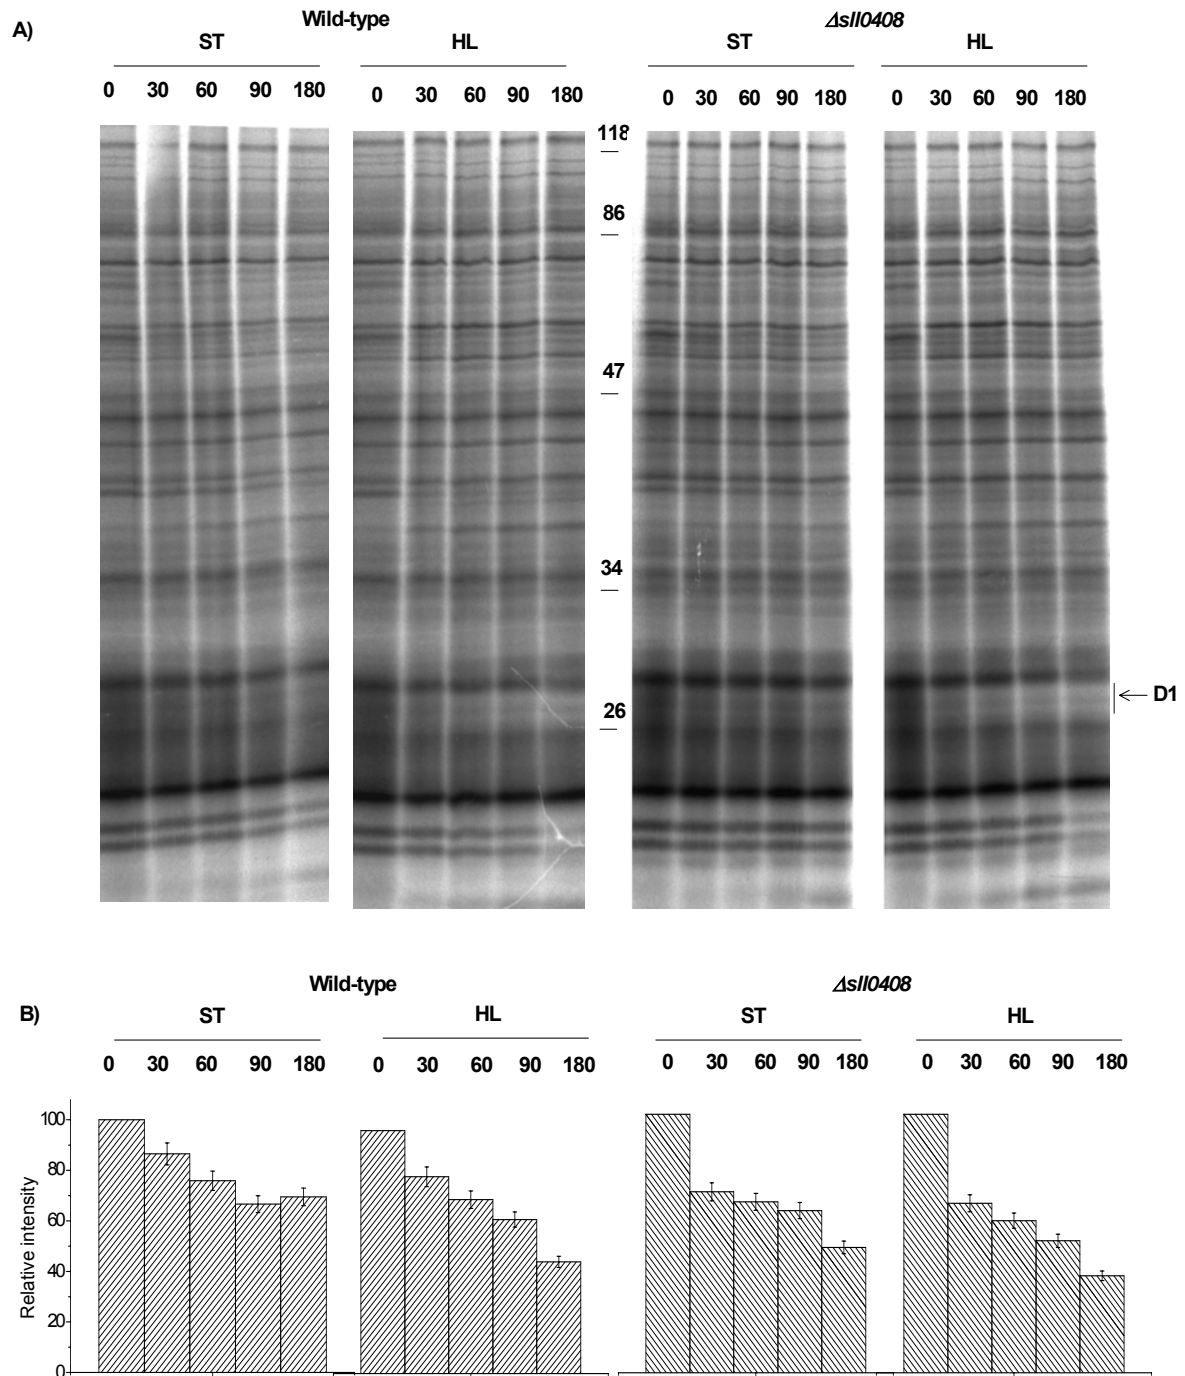 A)
Wild-type Δsll0408
ST HL ST HL
0 30 60 90 180 0 30 60 90 180 0 30 60 90 180 0 30 60 90 180
118
86
47
34
26
D1
Wild-type Δsll0408
B) ST HL ST HL
0 30 60 90 180 0 30 60 90 180 0 30 60 90 180 0 30 60 90 180
100
80
60
40
20
0
Relative intensity